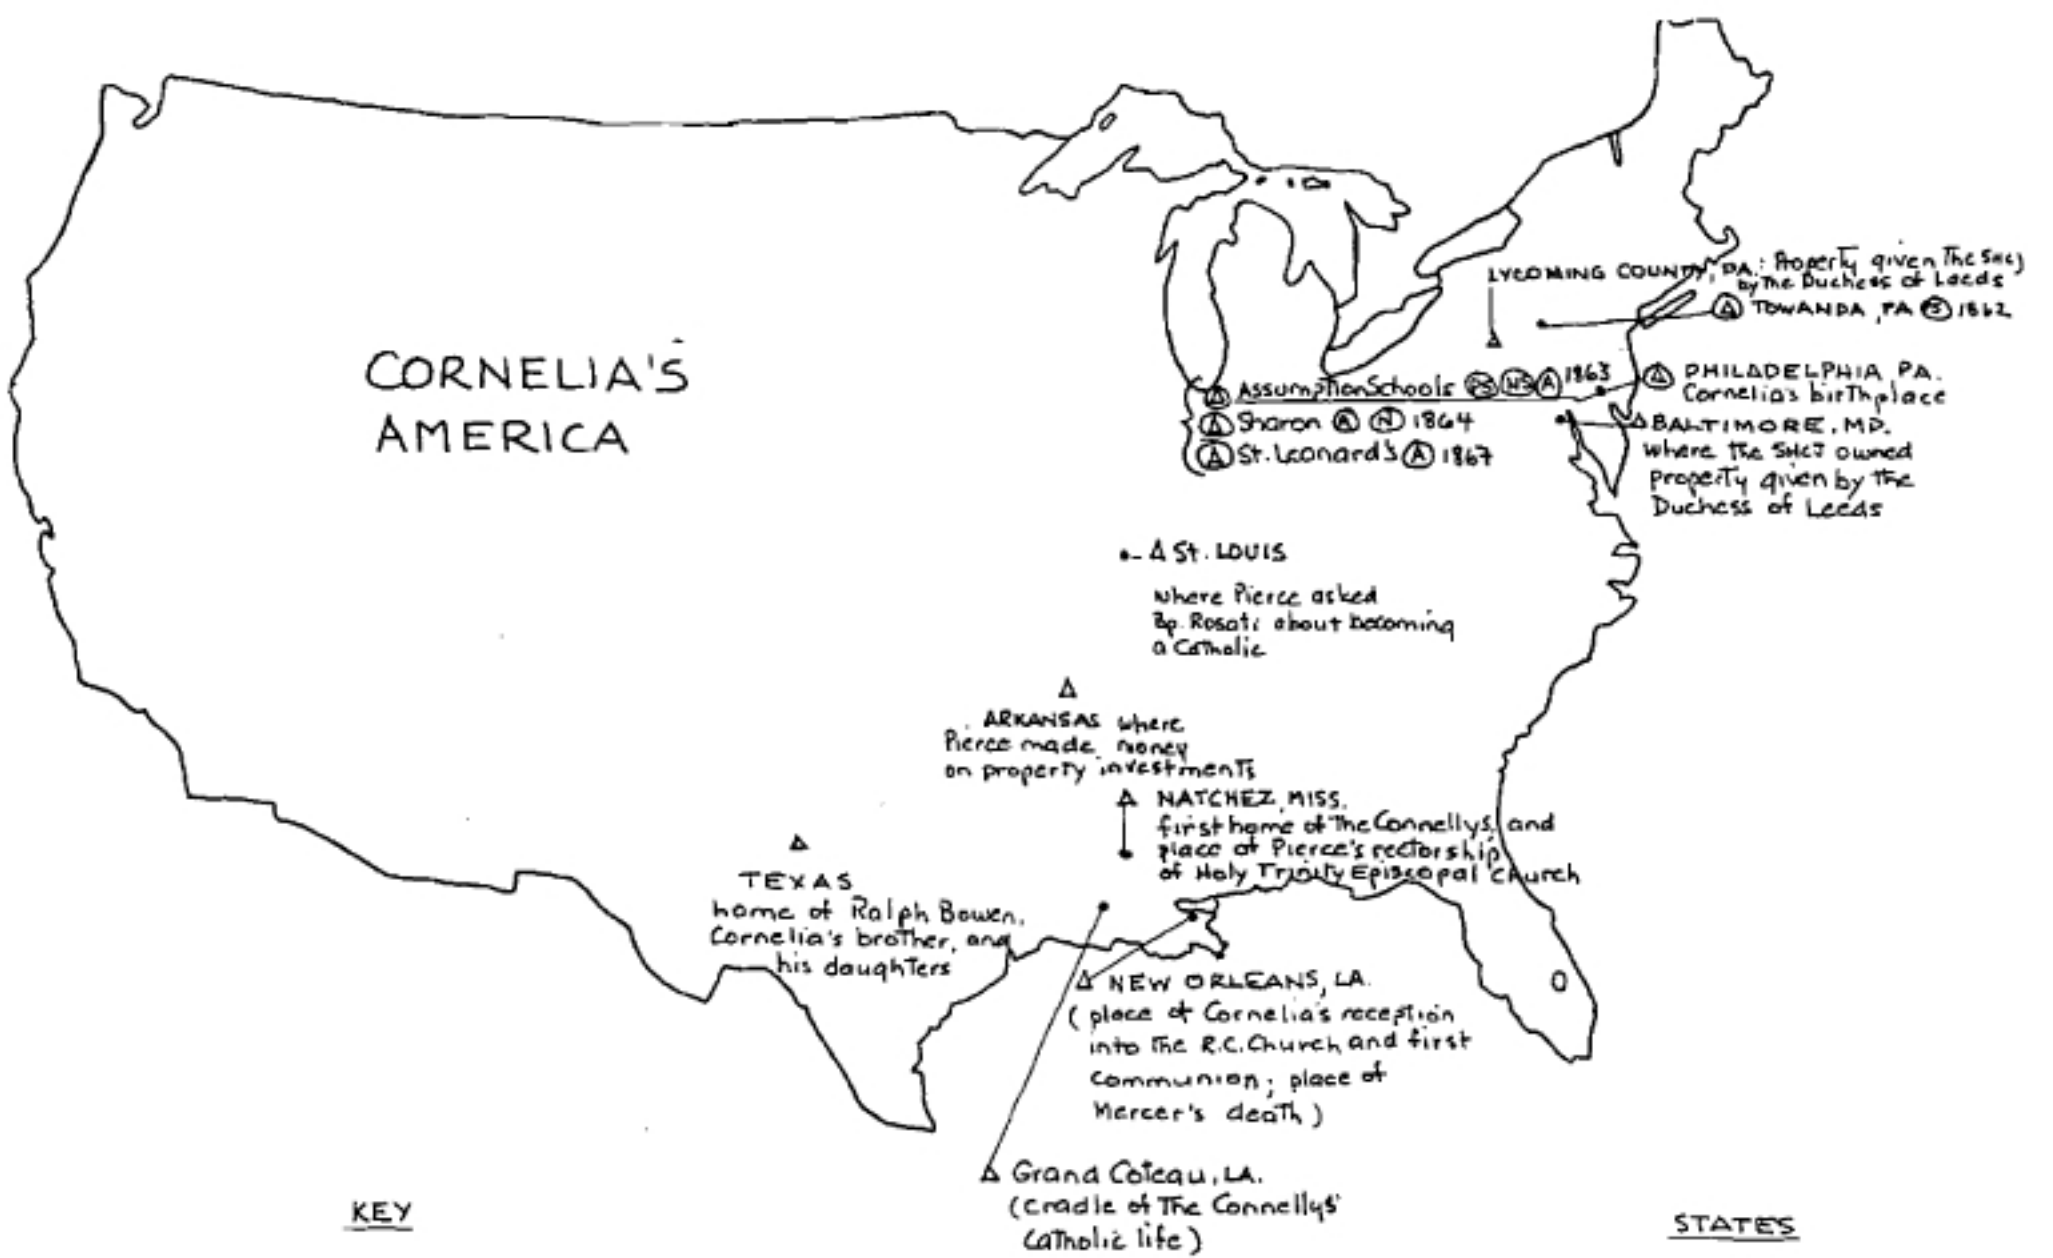 CORNELIA'S
AMERICA
LYCOMING COUNTY, PA.: Property given The SHCJ
by The Duchess of Leeds
TOWANDA, PA PS 1862
Assumption Schools PS HS A 1863
Sharon A N 1864
St. Leonard's A 1867
PHILADELPHIA PA.
Cornelia's birthplace
BALTIMORE, MD.
where the SHCJ owned
property given by the
Duchess of Leeds
St. LOUIS
where Pierce asked
Bp. Rosati about becoming
a Catholic
ARKANSAS where
Pierce made money
on property investments
NATCHEZ, MISS.
first home of The Connellys, and
place of Pierce's rectorship
of Holy Trinity Episcopal Church
TEXAS
home of Ralph Bowen,
Cornelia's brother, and
his daughters
NEW ORLEANS, LA.
(place of Cornelia's reception
into The R.C. Church and first
Communion; place of
Mercer's death)
Grand Coteau, LA.
(Cradle of The Connellys'
Catholic life)
KEY
STATES